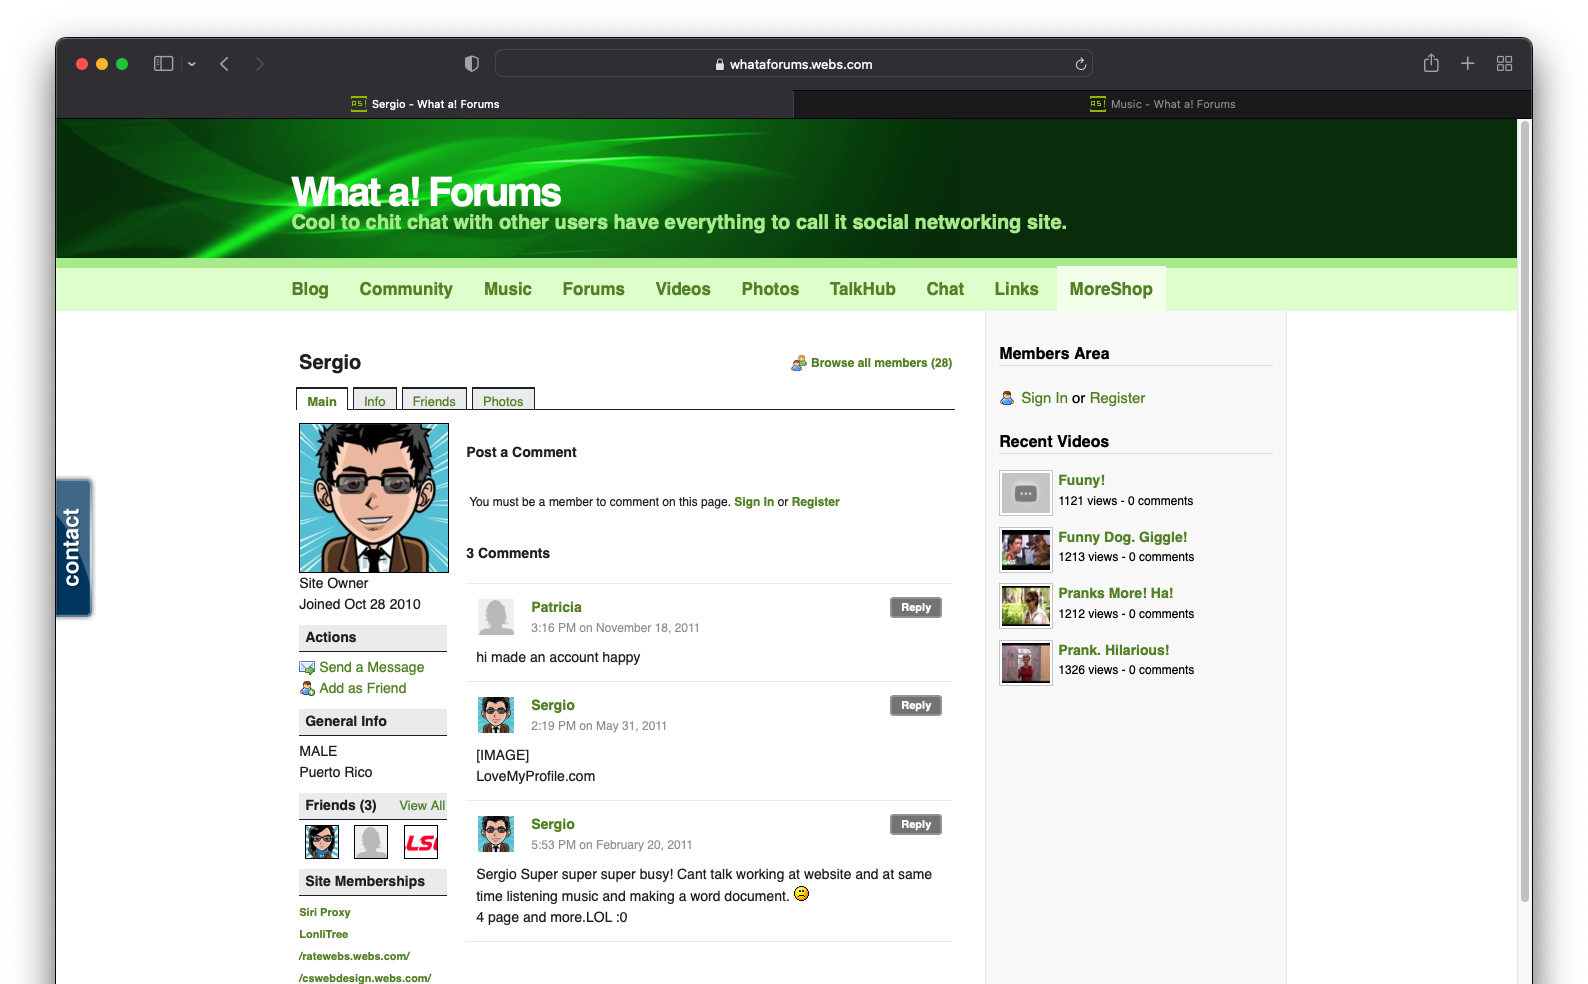 whataforums.webs.com
Sergio - What a! Forums
Music - What a! Forums
What a! Forums
Cool to chit chat with other users have everything to call it social networking site.
Blog Community Music Forums Videos Photos TalkHub Chat Links MoreShop
contact
Sergio
Browse all members (28)
Main Info Friends Photos
Site Owner
Joined Oct 28 2010
Actions
Send a Message
Add as Friend
General Info
MALE
Puerto Rico
Friends (3) View All
LS
Site Memberships
Siri Proxy
LonliTree
/ratewebs.webs.com/
/cswebdesign.webs.com/
Post a Comment
You must be a member to comment on this page. Sign In or Register
3 Comments
Patricia
Reply
3:16 PM on November 18, 2011
hi made an account happy
Sergio
Reply
2:19 PM on May 31, 2011
[IMAGE]
LoveMyProfile.com
Sergio
Reply
5:53 PM on February 20, 2011
Sergio Super super super busy! Cant talk working at website and at same
time listening music and making a word document.
4 page and more.LOL :0
Members Area
Sign In or Register
Recent Videos
Fuuny!
1121 views - 0 comments
Funny Dog. Giggle!
1213 views - 0 comments
Pranks More! Ha!
1212 views - 0 comments
Prank. Hilarious!
1326 views - 0 comments